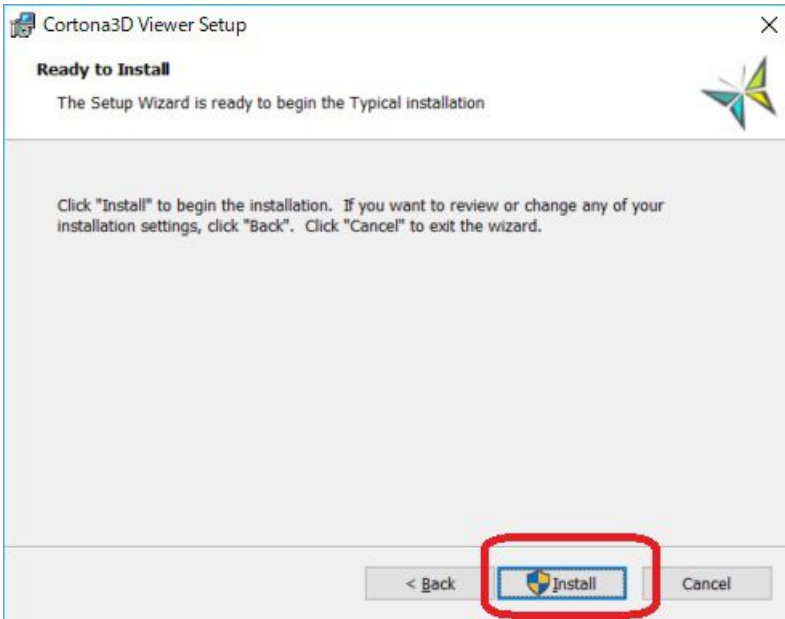 Cortona3D Viewer Setup
Ready to Install
The Setup Wizard is ready to begin the Typical installation
Click "Install" to begin the installation.  If you want to review or change any of your
installation settings, click "Back".  Click "Cancel" to exit the wizard.
< Back Install Cancel